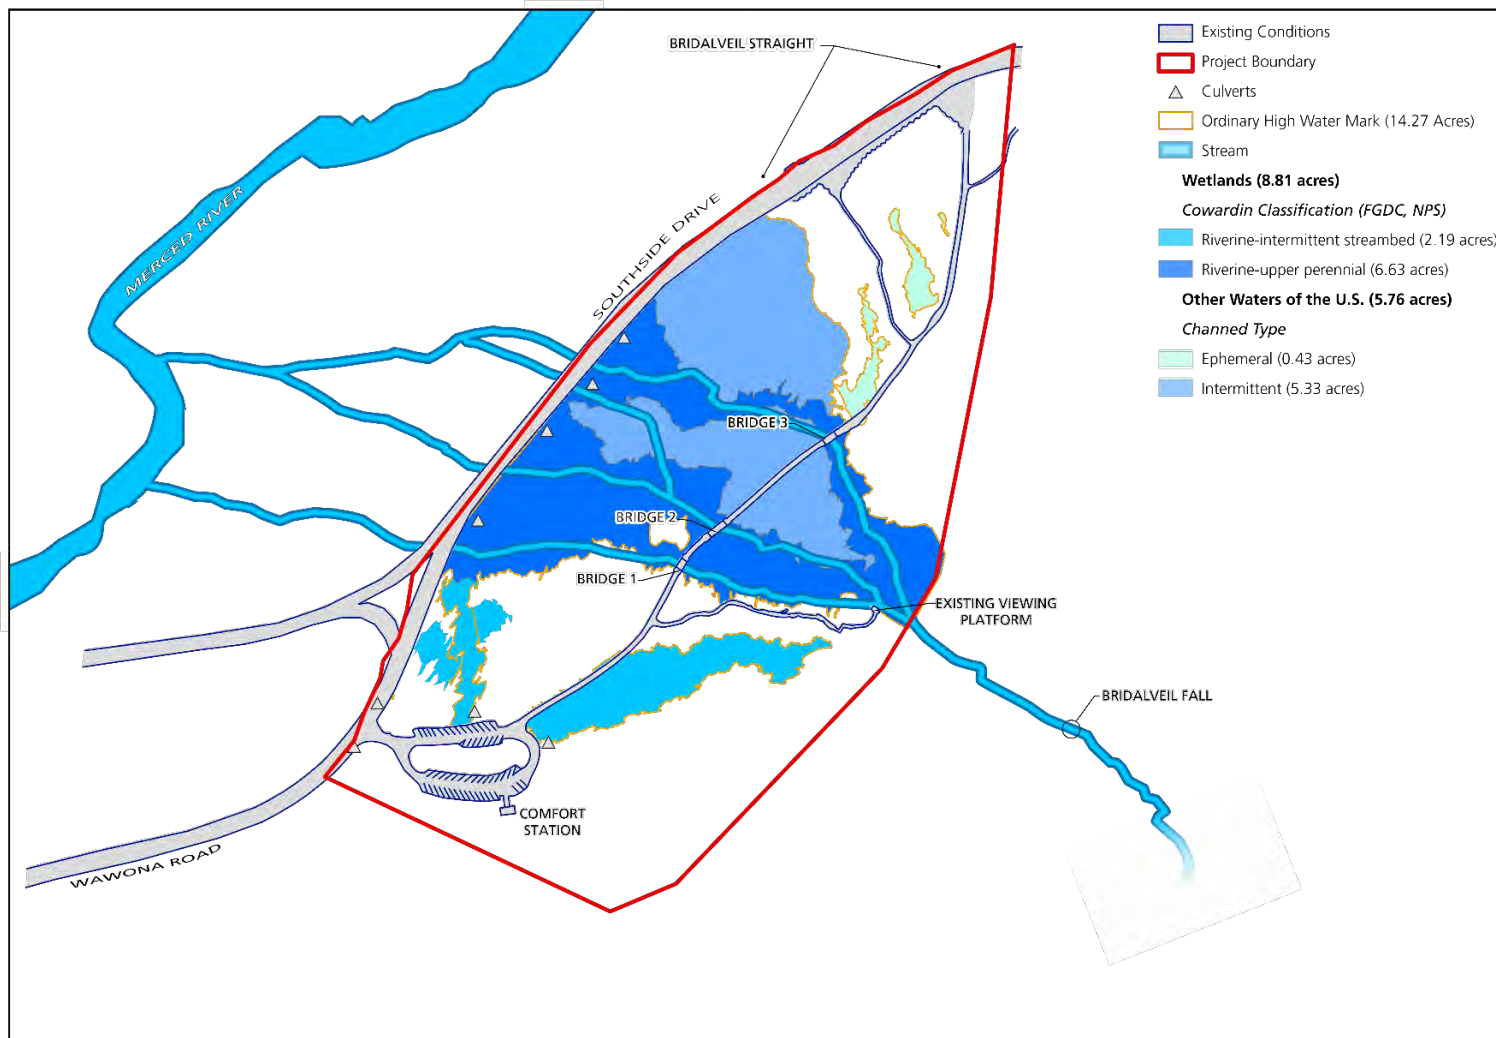 BRIDALVEIL STRAIGHT
MERCED RIVER
SOUTHSIDE DRIVE
BRIDGE 3
BRIDGE 2
BRIDGE 1
EXISTING VIEWING
PLATFORM
BRIDALVEIL FALL
COMFORT
STATION
WAWONA ROAD
Existing Conditions
Project Boundary
Culverts
Ordinary High Water Mark (14.27 Acres)
Stream
Wetlands (8.81 acres)
Cowardin Classification (FGDC, NPS)
Riverine-intermittent streambed (2.19 acres)
Riverine-upper perennial (6.63 acres)
Other Waters of the U.S. (5.76 acres)
Channed Type
Ephemeral (0.43 acres)
Intermittent (5.33 acres)